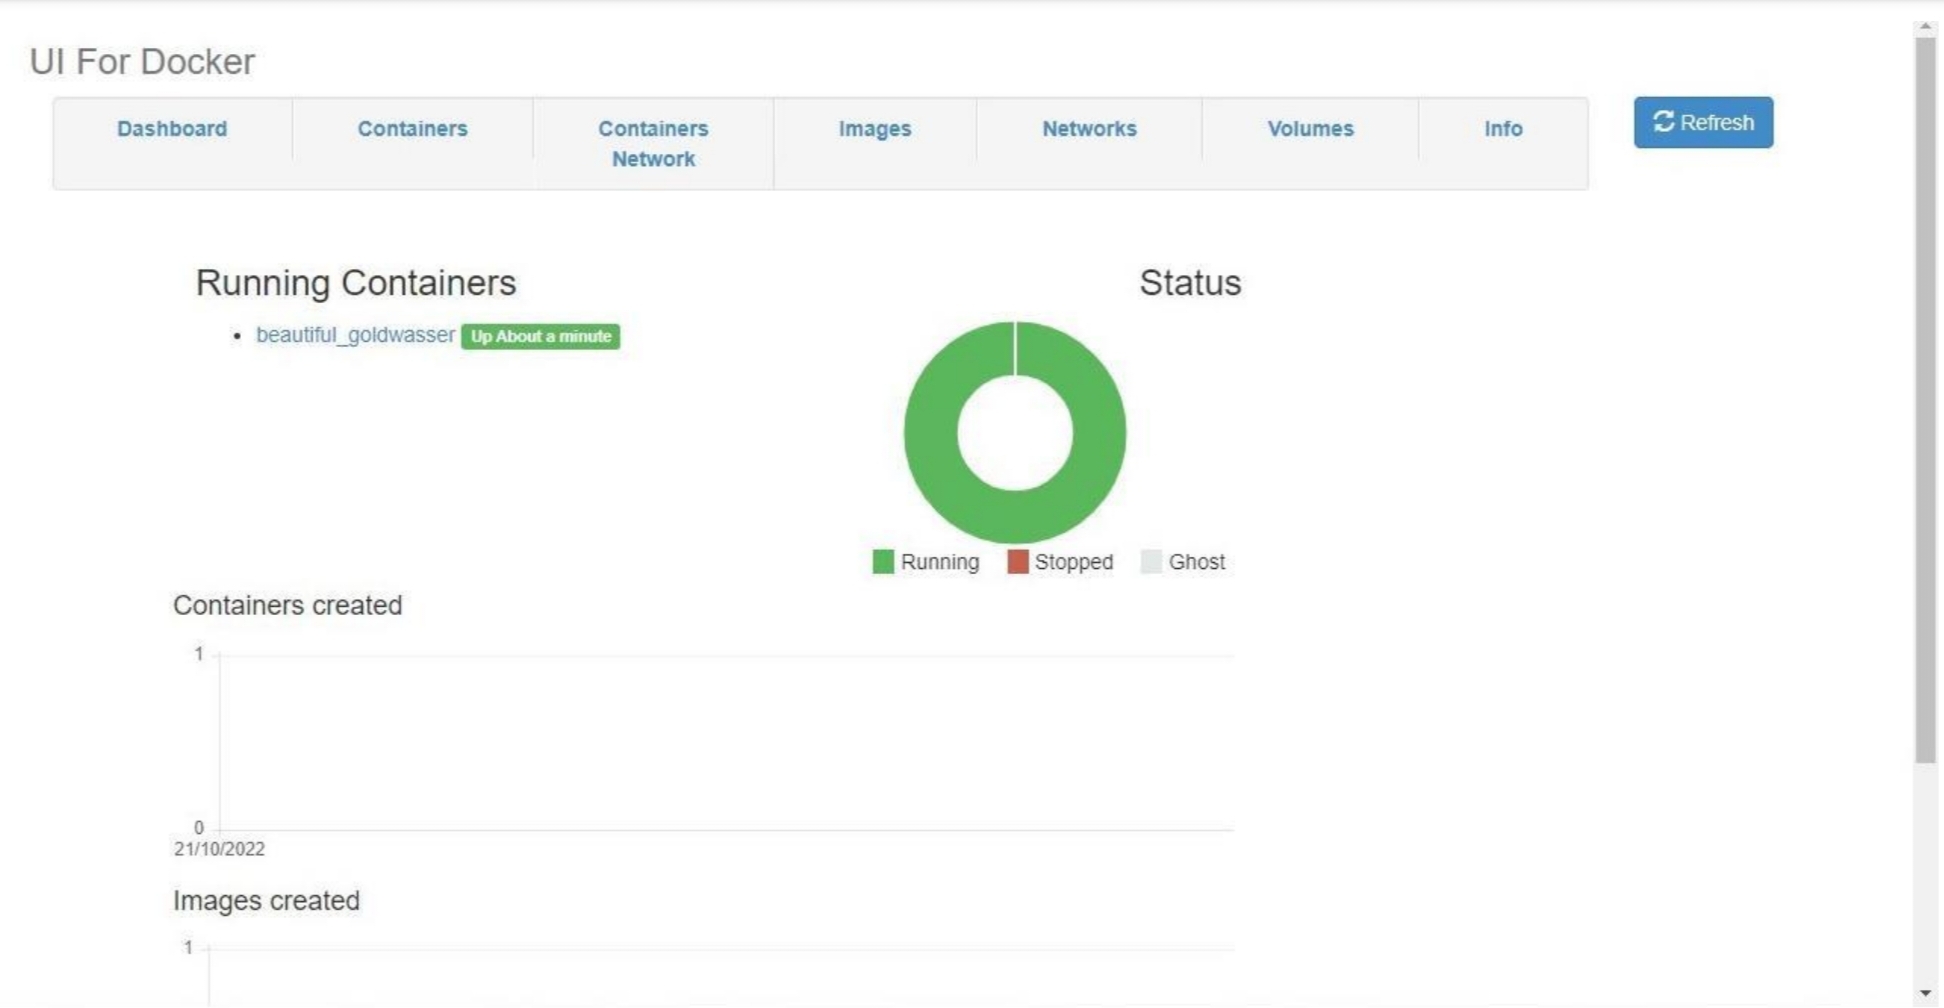 UI For Docker
Dashboard
Containers
Containers
Network
Images
Networks
Volumes
Info
Refresh
Running Containers
beautiful_goldwasser Up About a minute
Status
Running
Stopped
Ghost
Containers created
1
0
21/10/2022
Images created
1